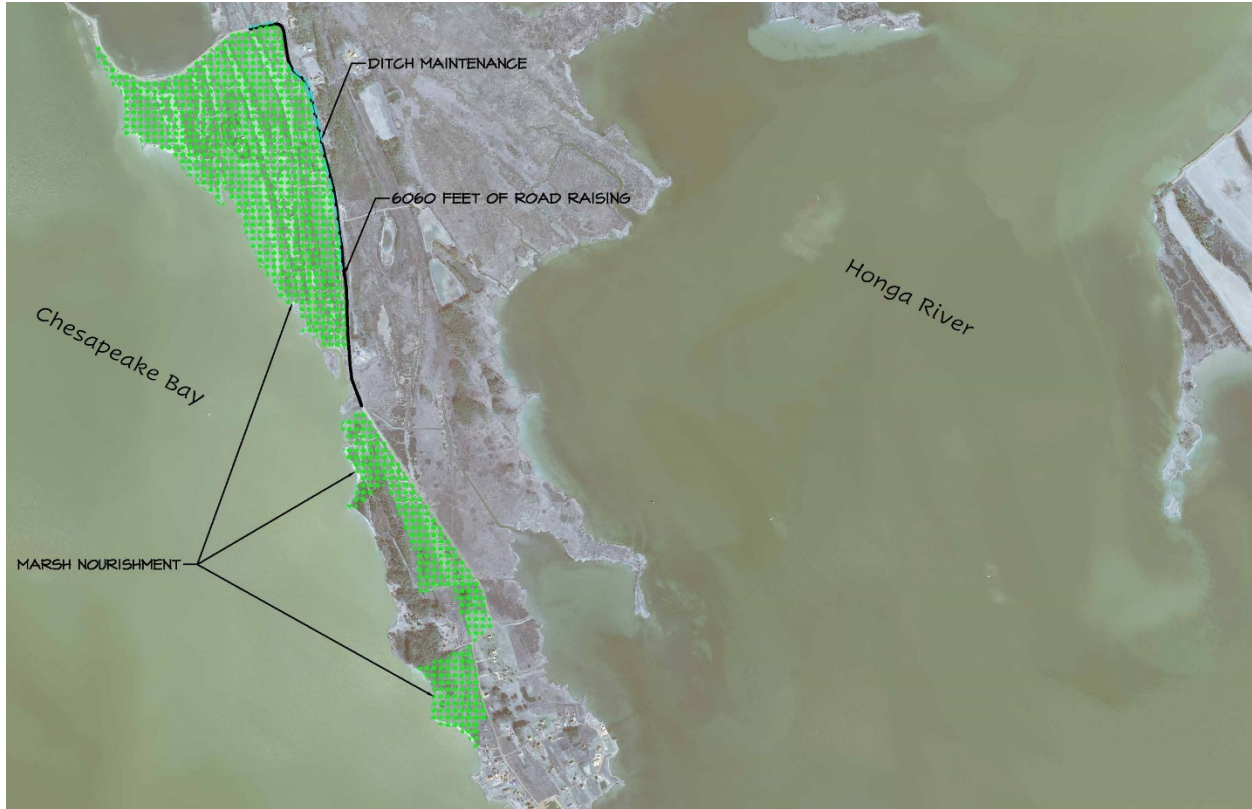 DITCH MAINTENANCE
6060 FEET OF ROAD RAISING
Honga River
Chesapeake Bay
MARSH NOURISHMENT